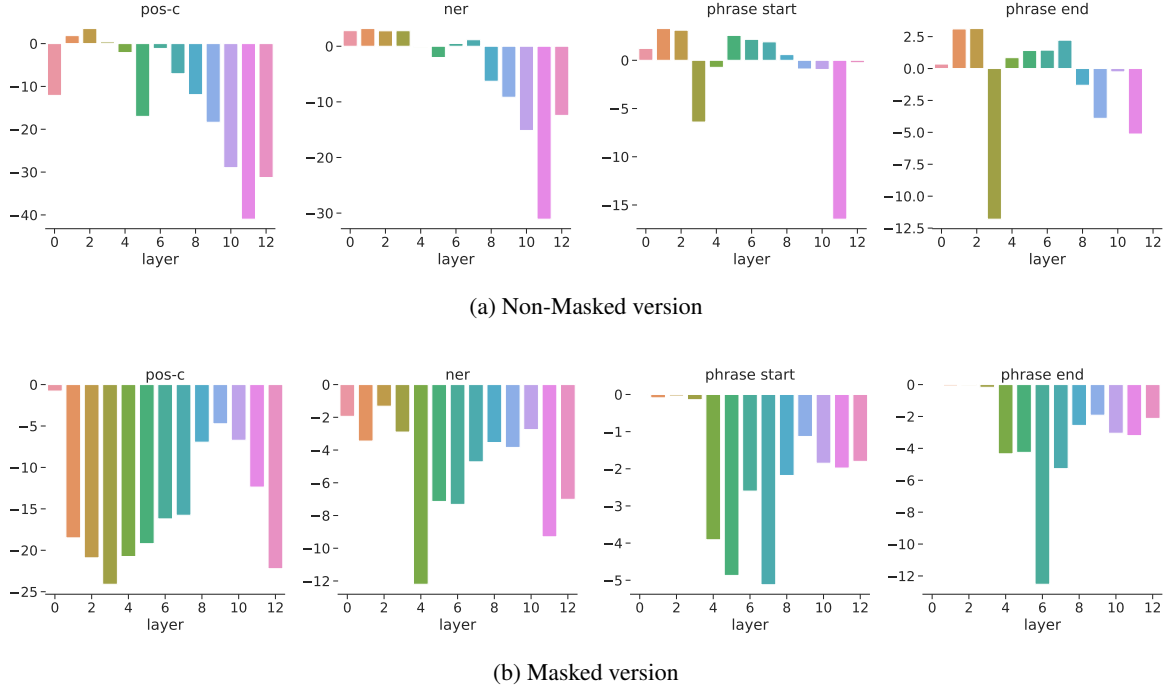 pos-c
ner
phrase start
phrase end
0
−10
−20
−30
−40
0 2 4 6 8 10 12
layer
0
−10
−20
−30
0 2 4 6 8 10 12
layer
0
−5
−10
−15
0 2 4 6 8 10 12
layer
2.5
0.0
−2.5
−5.0
−7.5
−10.0
−12.5
0 2 4 6 8 10 12
layer
(a) Non-Masked version
pos-c
ner
phrase start
phrase end
0
−5
−10
−15
−20
−25
0 2 4 6 8 10 12
layer
0
−2
−4
−6
−8
−10
−12
0 2 4 6 8 10 12
layer
0
−1
−2
−3
−4
−5
0 2 4 6 8 10 12
layer
0
−2
−4
−6
−8
−10
−12
0 2 4 6 8 10 12
layer
(b) Masked version